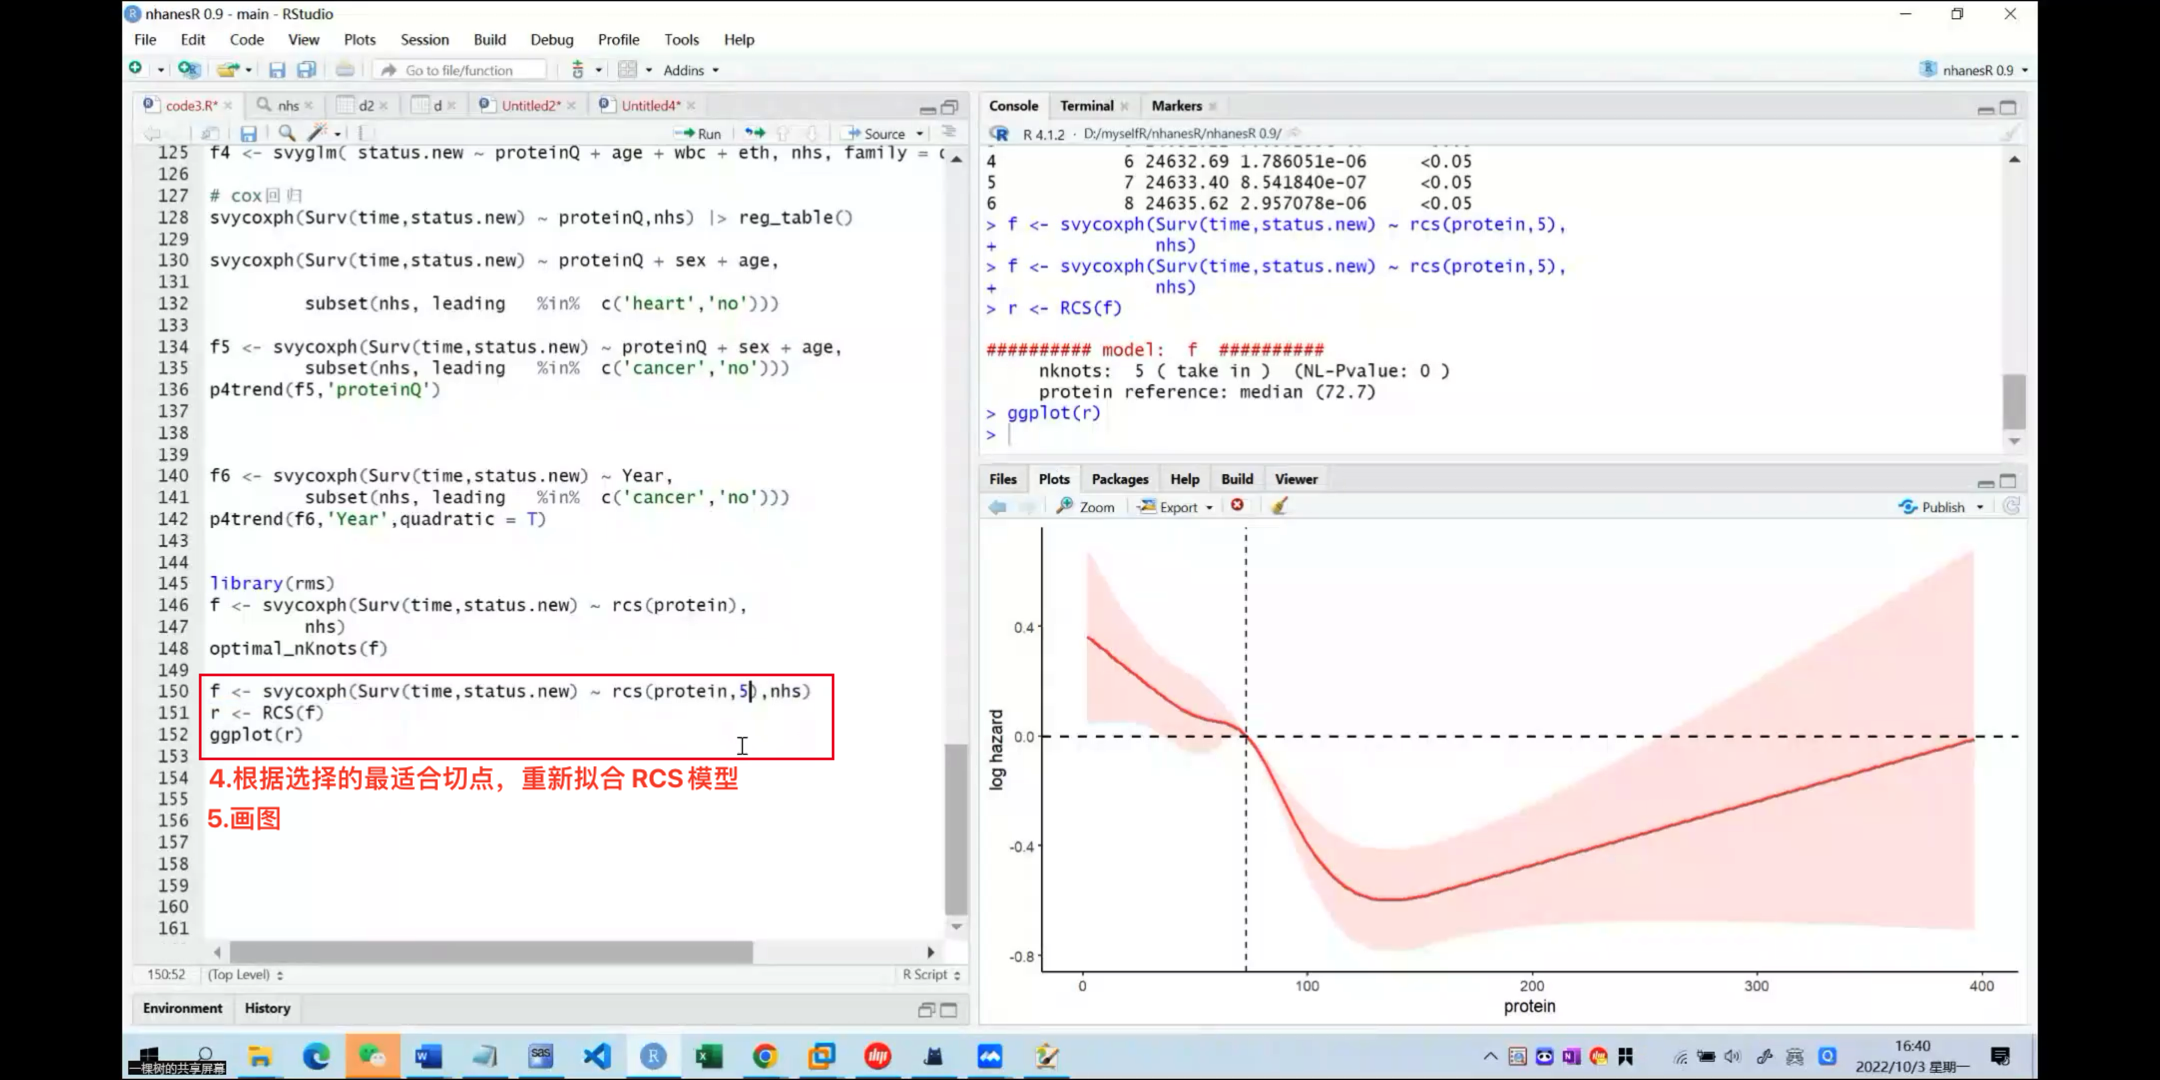 nhanesR 0.9 - main - RStudio
File Edit Code View Plots Session Build Debug Profile Tools Help
Go to file/function
Addins
nhanesR 0.9
code3.R*
nhs
d2
d
Untitled2*
Untitled4*
Run
Source
125 f4 <- svyglm( status.new ~ proteinQ + age + wbc + eth, nhs, family =
126
127 # cox回归
128 svycoxph(Surv(time,status.new) ~ proteinQ,nhs) |> reg_table()
129
130 svycoxph(Surv(time,status.new) ~ proteinQ + sex + age,
131
132 subset(nhs, leading %in% c('heart','no')))
133
134 f5 <- svycoxph(Surv(time,status.new) ~ proteinQ + sex + age,
135 subset(nhs, leading %in% c('cancer','no')))
136 p4trend(f5,'proteinQ')
137
138
139
140 f6 <- svycoxph(Surv(time,status.new) ~ Year,
141 subset(nhs, leading %in% c('cancer','no')))
142 p4trend(f6,'Year',quadratic = T)
143
144
145 library(rms)
146 f <- svycoxph(Surv(time,status.new) ~ rcs(protein),
147 nhs)
148 optimal_nKnots(f)
149
150 f <- svycoxph(Surv(time,status.new) ~ rcs(protein,5),nhs)
151 r <- RCS(f)
152 ggplot(r)
153
154 4.根据选择的最适合切点，重新拟合 RCS 模型
155
156 5.画图
157
158
159
160
161
150:52 (Top Level) R Script
Environment History
Console Terminal Markers
R 4.1.2 · D:/myselfR/nhanesR/nhanesR 0.9/
4 6 24632.69 1.786051e-06 <0.05
5 7 24633.40 8.541840e-07 <0.05
6 8 24635.62 2.957078e-06 <0.05
> f <- svycoxph(Surv(time,status.new) ~ rcs(protein,5),
+ nhs)
> f <- svycoxph(Surv(time,status.new) ~ rcs(protein,5),
+ nhs)
> r <- RCS(f)
########## model: f ##########
nknots: 5 ( take in ) (NL-Pvalue: 0 )
protein reference: median (72.7)
> ggplot(r)
>
Files Plots Packages Help Build Viewer
Zoom Export Publish
log hazard
0.4
0.0
-0.4
-0.8
0 100 200 300 400
protein
一棵树的共享屏幕
16:40
2022/10/3 星期一